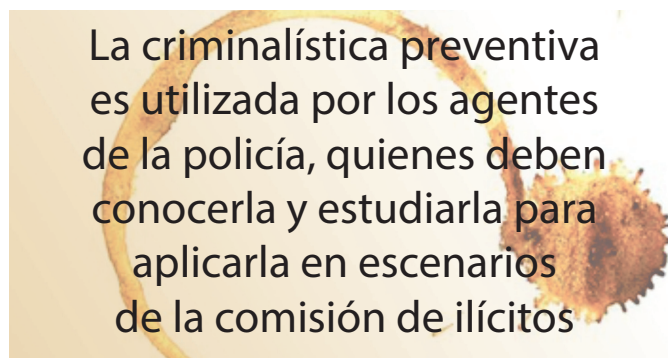 La criminalística preventiva
es utilizada por los agentes
de la policía, quienes deben
conocerla y estudiarla para
aplicarla en escenarios
de la comisión de ilícitos